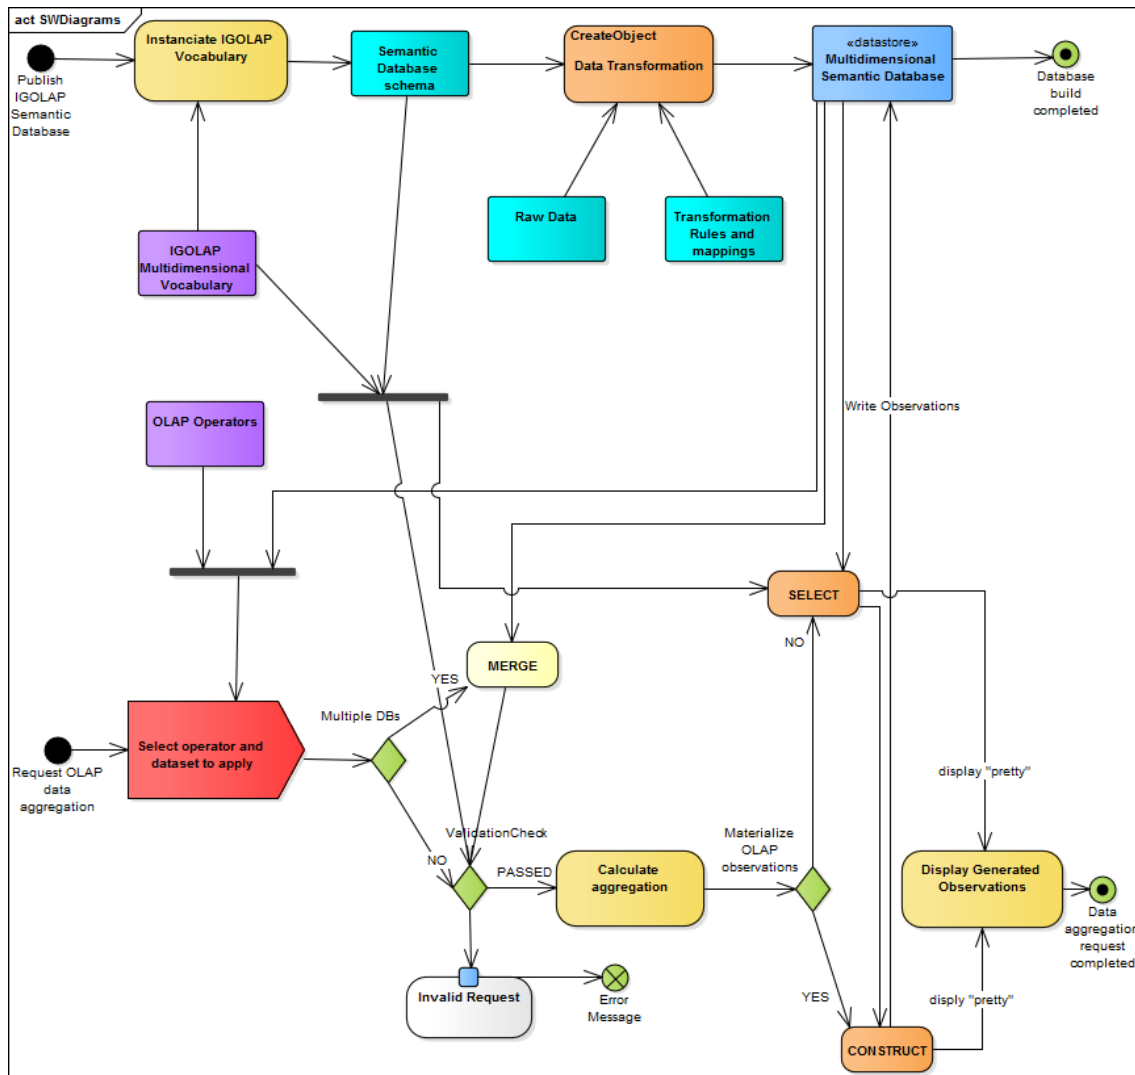 act SWDiagrams
Publish
IGOLAP
Semantic
Database
Instanciate IGOLAP
Vocabulary
Semantic
Database
schema
CreateObject
Data Transformation
«datastore»
Multidimensional
Semantic Database
Database
build
completed
Raw Data
Transformation
Rules and
mappings
IGOLAP
Multidimensional
Vocabulary
OLAP Operators
Write Observations
SELECT
NO
MERGE
YES
Multiple DBs
Select operator and
dataset to apply
Request OLAP
data
aggregation
display "pretty"
ValidationCheck
NO
PASSED
Calculate
aggregation
Materialize
OLAP
observations
Display Generated
Observations
Data
aggregation
request
completed
Invalid Request
Error
Message
YES
disply "pretty"
CONSTRUCT